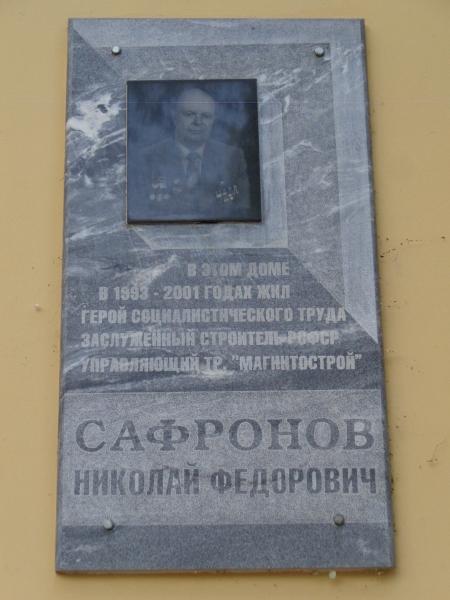 В ЭТОМ ДОМЕ
В 1993 - 2001 ГОДАХ ЖИЛ
ГЕРОЙ СОЦИАЛИСТИЧЕСКОГО ТРУДА
ЗАСЛУЖЕННЫЙ СТРОИТЕЛЬ РСФСР
УПРАВЛЯЮЩИЙ ТР. "МАГНИТОСТРОЙ"
САФРОНОВ
НИКОЛАЙ ФЕДОРОВИЧ